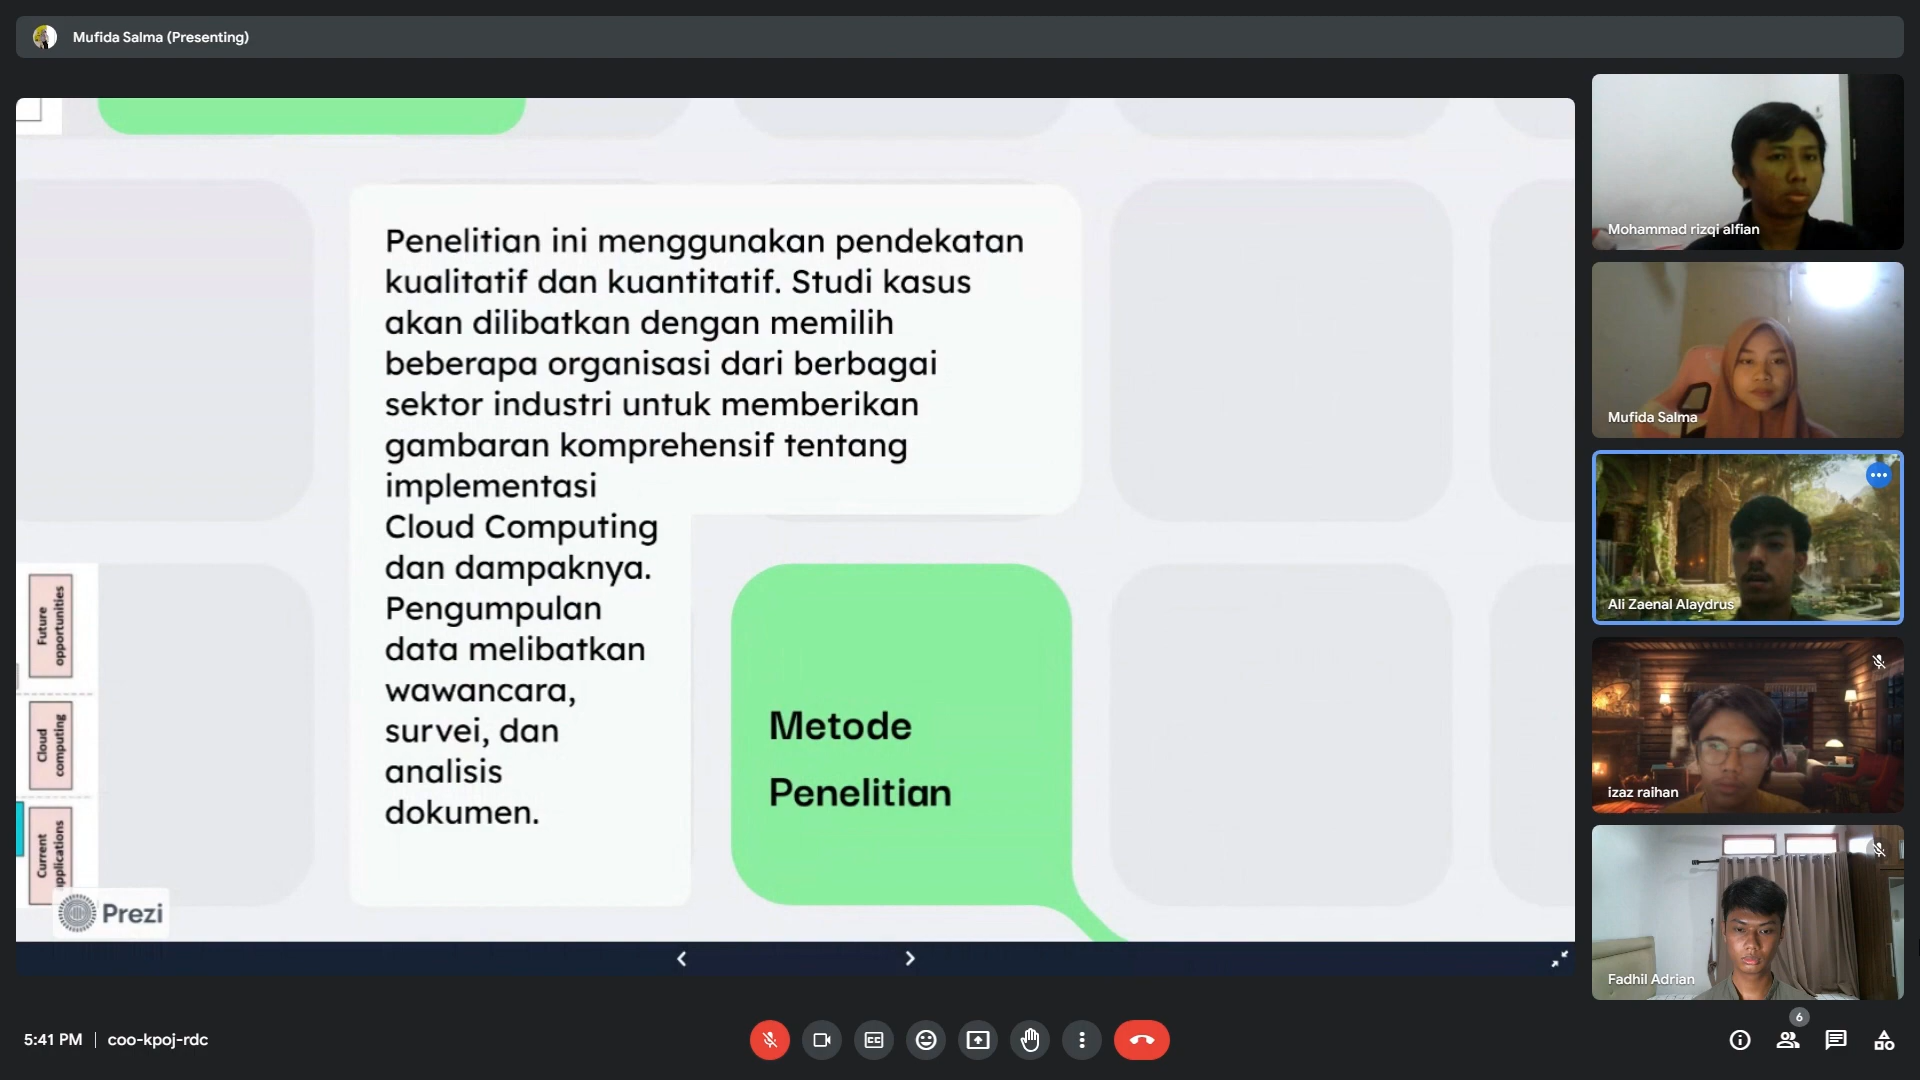 Mufida Salma (Presenting)
Penelitian ini menggunakan pendekatan
kualitatif dan kuantitatif. Studi kasus
akan dilibatkan dengan memilih
beberapa organisasi dari berbagai
sektor industri untuk memberikan
gambaran komprehensif tentang
implementasi
Cloud Computing
dan dampaknya.
Pengumpulan
data melibatkan
wawancara,
survei, dan
analisis
dokumen.
Metode
Penelitian
Future
opportunities
Cloud
computing
Current
applications
Prezi
Mohammad rizqi alfian
Mufida Salma
Ali Zaenal Alaydrus
izaz raihan
Fadhil Adrian
5:41 PM
coo-kpoj-rdc
6